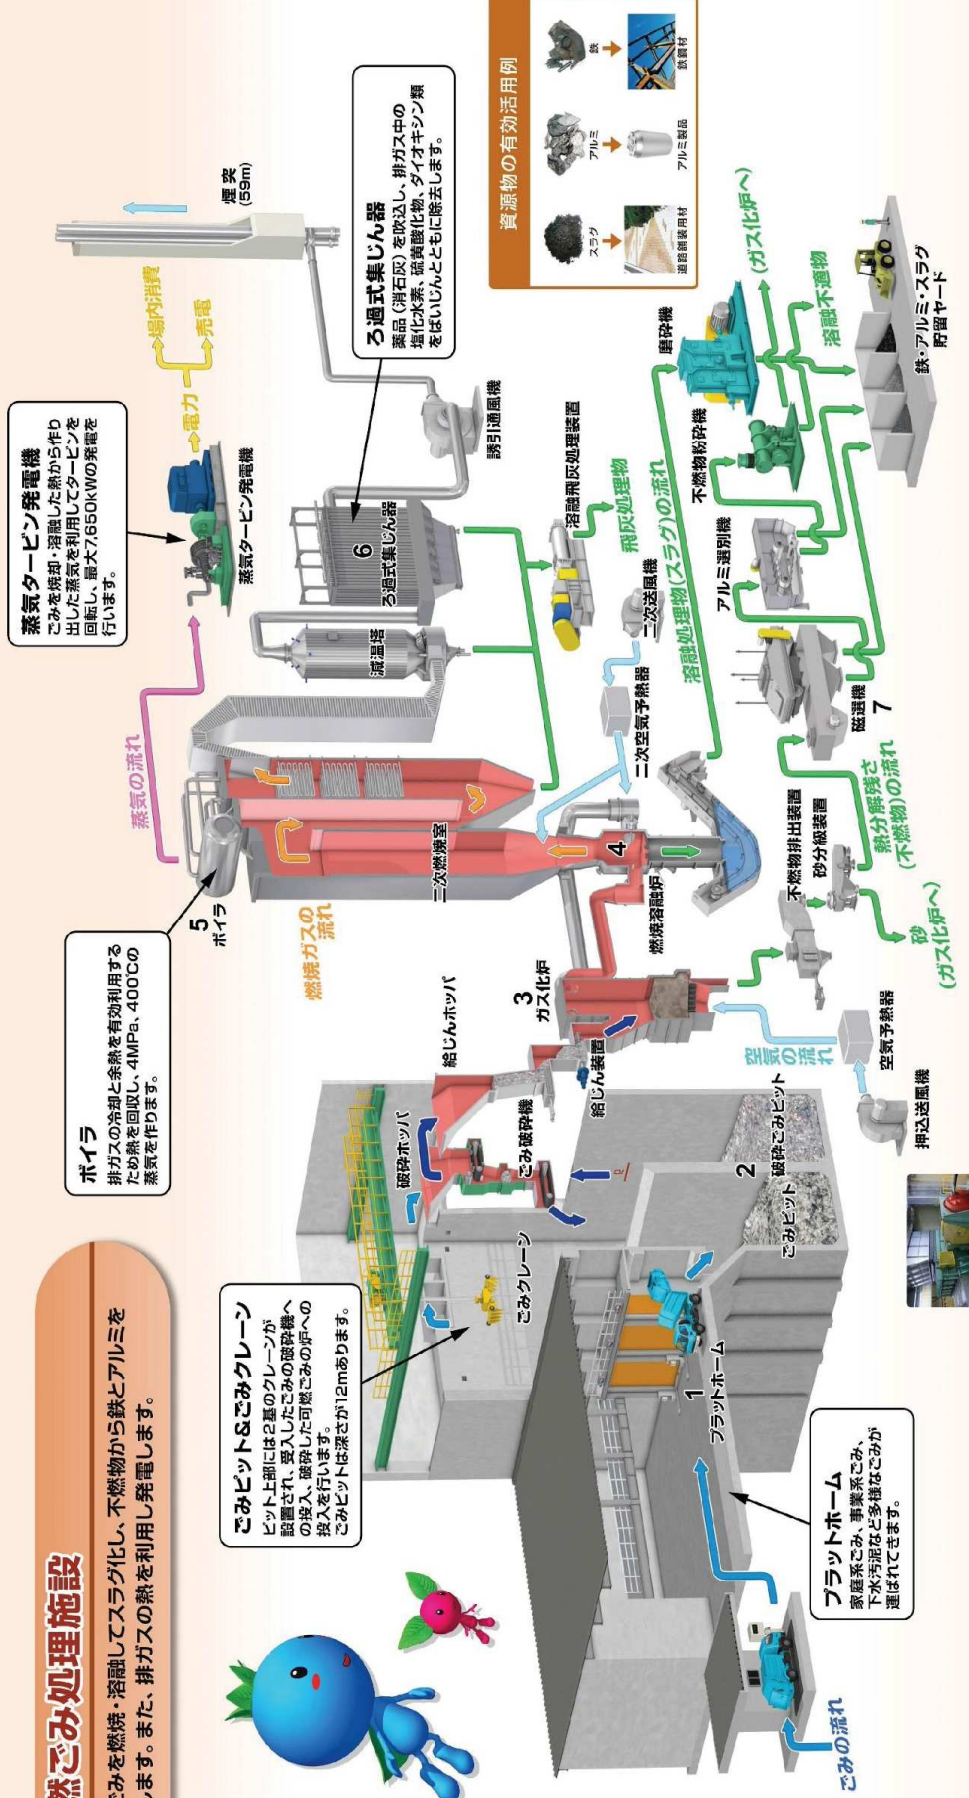 然ごみ処理施設
ごみを燃焼・溶融してスラグ化し、不燃物から鉄とアルミを
します。また、排ガスの熱を利用し発電します。
ボイラ
排ガスの冷却と余熱を有効利用する
ため熱を回収し、4MPa、400℃の
蒸気を作ります。
蒸気タービン発電機
ごみを焼却・溶融した熱から作り
出した蒸気を利用してタービンを
回転し、最大7,650kWの発電を
行います。
蒸気の流れ
蒸気タービン発電機
電力
場内消費
売電
煙突
(59m)
ごみピット&ごみクレーン
ピット上部には2基のクレーンが
設置され、受入したごみの破砕機へ
の投入、破砕した可燃ごみの炉への
投入を行います。
ごみピットは深さが12mあります。
5
ボイラ
燃焼ガスの
流れ
二次燃焼室
減温塔
6
ろ過式集じん器
誘引通風機
ろ過式集じん器
薬品（消石灰）を吹込し、排ガス中の
塩化水素、硫黄酸化物、ダイオキシン類
をばいじんとともに除去します。
破砕ホッパ
給じんホッパ
ごみクレーン
ごみ破砕機
給じん装置
3
ガス化炉
4
燃焼溶融炉
二次空気予熱器
二次送風機
溶融飛灰処理装置
飛灰処理物
溶融処理物(スラグ)の流れ
資源物の有効活用例
スラグ
道路舗装用材
アルミ
アルミ製品
鉄
鉄鋼材
1
プラットホーム
2
ごみピット
破砕ごみピット
空気の
流れ
押込送風機
空気予熱器
不燃物排出装置
砂分級装置
砂
(ガス化炉へ)
熱分解残さ
(不燃物)の流れ
磁選機
7
アルミ選別機
不燃物粉砕機
磨砕機
(ガス化炉へ)
溶融不適物
鉄・アルミ・スラグ
貯留ヤード
プラットホーム
家庭系ごみ、事業系ごみ、
下水汚泥など多様なごみが
運ばれてきます。
ごみの流れ